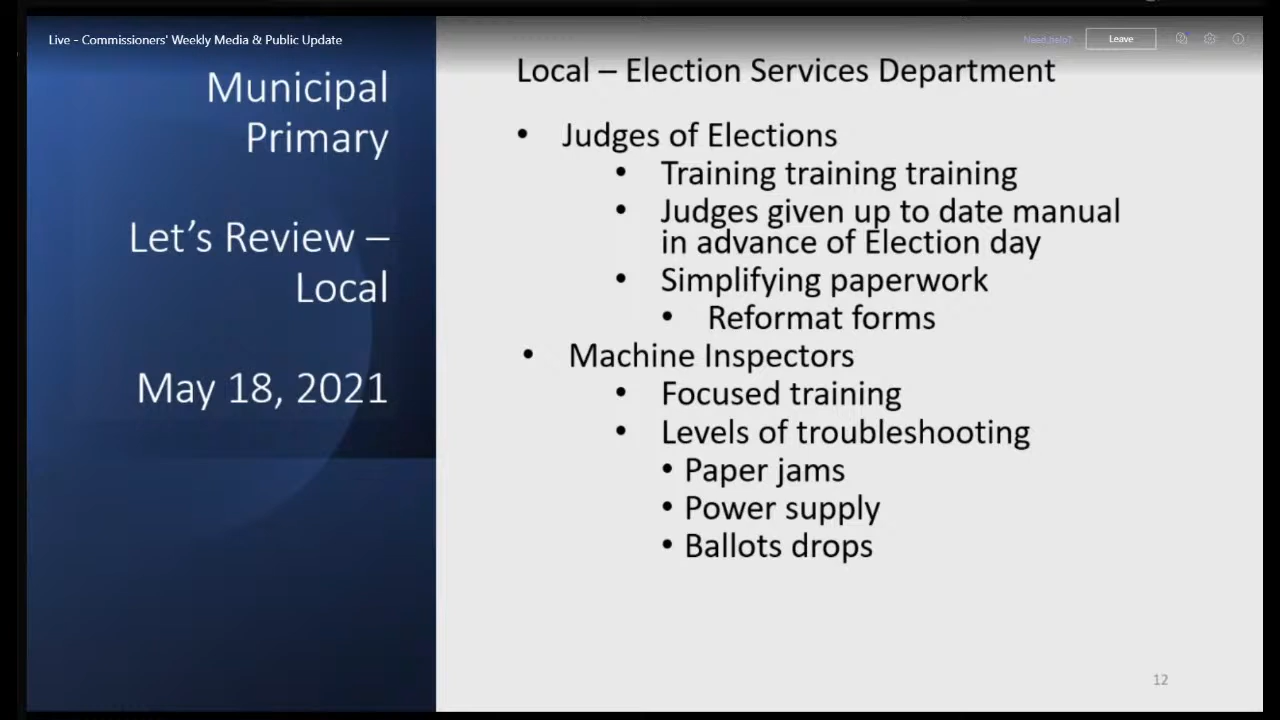 Live - Commissioners' Weekly Media & Public Update
Need help?
Leave
Municipal
Primary
Let's Review –
Local
May 18, 2021
Local – Election Services Department
• Judges of Elections
• Training training training
• Judges given up to date manual
in advance of Election day
• Simplifying paperwork
• Reformat forms
• Machine Inspectors
• Focused training
• Levels of troubleshooting
• Paper jams
• Power supply
• Ballots drops
12